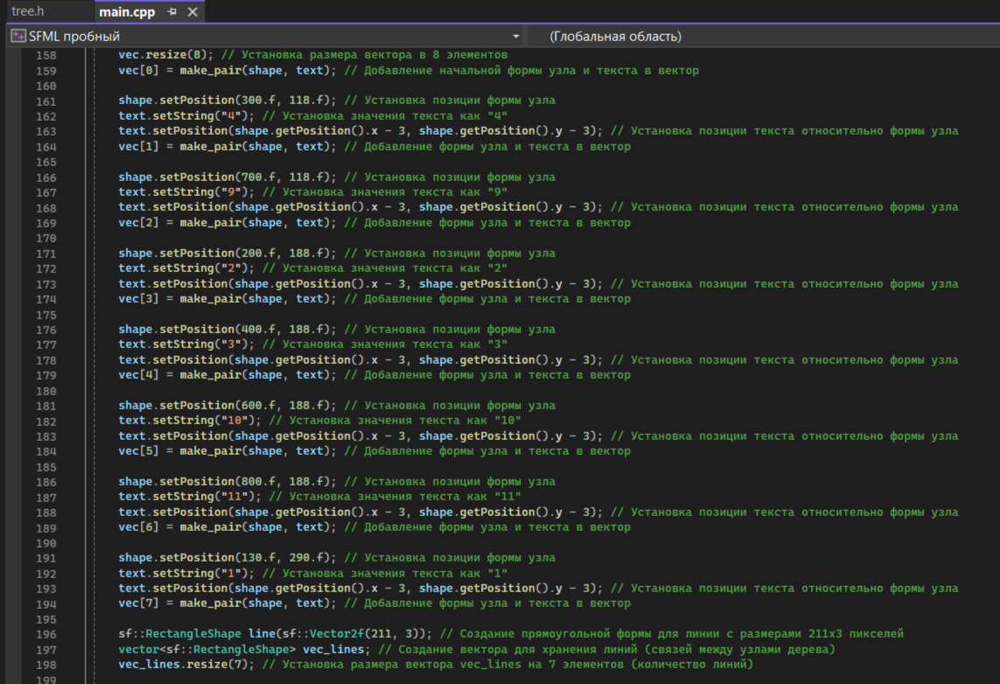 tree.h
main.cpp
SFML пробный
(Глобальная область)
158 vec.resize(8); // Установка размера вектора в 8 элементов
159 vec[0] = make_pair(shape, text); // Добавление начальной формы узла и текста в вектор
160
161 shape.setPosition(300.f, 118.f); // Установка позиции формы узла
162 text.setString("4"); // Установка значения текста как "4"
163 text.setPosition(shape.getPosition().x - 3, shape.getPosition().y - 3); // Установка позиции текста относительно формы узла
164 vec[1] = make_pair(shape, text); // Добавление формы узла и текста в вектор
165
166 shape.setPosition(700.f, 118.f); // Установка позиции формы узла
167 text.setString("9"); // Установка значения текста как "9"
168 text.setPosition(shape.getPosition().x - 3, shape.getPosition().y - 3); // Установка позиции текста относительно формы узла
169 vec[2] = make_pair(shape, text); // Добавление формы узла и текста в вектор
170
171 shape.setPosition(200.f, 188.f); // Установка позиции формы узла
172 text.setString("2"); // Установка значения текста как "2"
173 text.setPosition(shape.getPosition().x - 3, shape.getPosition().y - 3); // Установка позиции текста относительно формы узла
174 vec[3] = make_pair(shape, text); // Добавление формы узла и текста в вектор
175
176 shape.setPosition(400.f, 188.f); // Установка позиции формы узла
177 text.setString("3"); // Установка значения текста как "3"
178 text.setPosition(shape.getPosition().x - 3, shape.getPosition().y - 3); // Установка позиции текста относительно формы узла
179 vec[4] = make_pair(shape, text); // Добавление формы узла и текста в вектор
180
181 shape.setPosition(600.f, 188.f); // Установка позиции формы узла
182 text.setString("10"); // Установка значения текста как "10"
183 text.setPosition(shape.getPosition().x - 3, shape.getPosition().y - 3); // Установка позиции текста относительно формы узла
184 vec[5] = make_pair(shape, text); // Добавление формы узла и текста в вектор
185
186 shape.setPosition(800.f, 188.f); // Установка позиции формы узла
187 text.setString("11"); // Установка значения текста как "11"
188 text.setPosition(shape.getPosition().x - 3, shape.getPosition().y - 3); // Установка позиции текста относительно формы узла
189 vec[6] = make_pair(shape, text); // Добавление формы узла и текста в вектор
190
191 shape.setPosition(130.f, 290.f); // Установка позиции формы узла
192 text.setString("1"); // Установка значения текста как "1"
193 text.setPosition(shape.getPosition().x - 3, shape.getPosition().y - 3); // Установка позиции текста относительно формы узла
194 vec[7] = make_pair(shape, text); // Добавление формы узла и текста в вектор
195
196 sf::RectangleShape line(sf::Vector2f(211, 3)); // Создание прямоугольной формы для линии с размерами 211x3 пикселей
197 vector<sf::RectangleShape> vec_lines; // Создание вектора для хранения линий (связей между узлами дерева)
198 vec_lines.resize(7); // Установка размера вектора vec_lines на 7 элементов (количество линий)
199